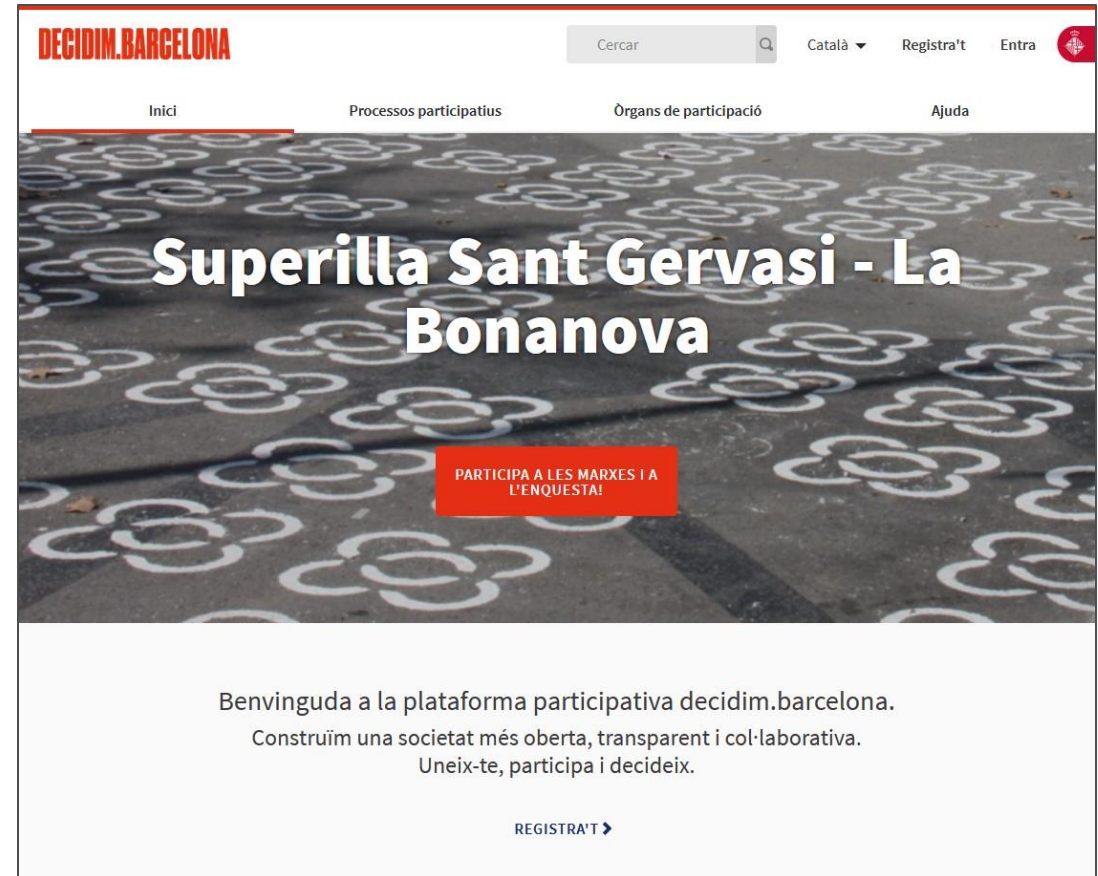 DECIDIM.BARCELONA
Cercar
Català
Registra't
Entra
Inici
Processos participatius
Òrgans de participació
Ajuda
Superilla Sant Gervasi - La
Bonanova
PARTICIPA A LES MARXES I A
L'ENQUESTA!
Benvinguda a la plataforma participativa decidim.barcelona.
Construïm una societat més oberta, transparent i col·laborativa.
Uneix-te, participa i decideix.
REGISTRA'T